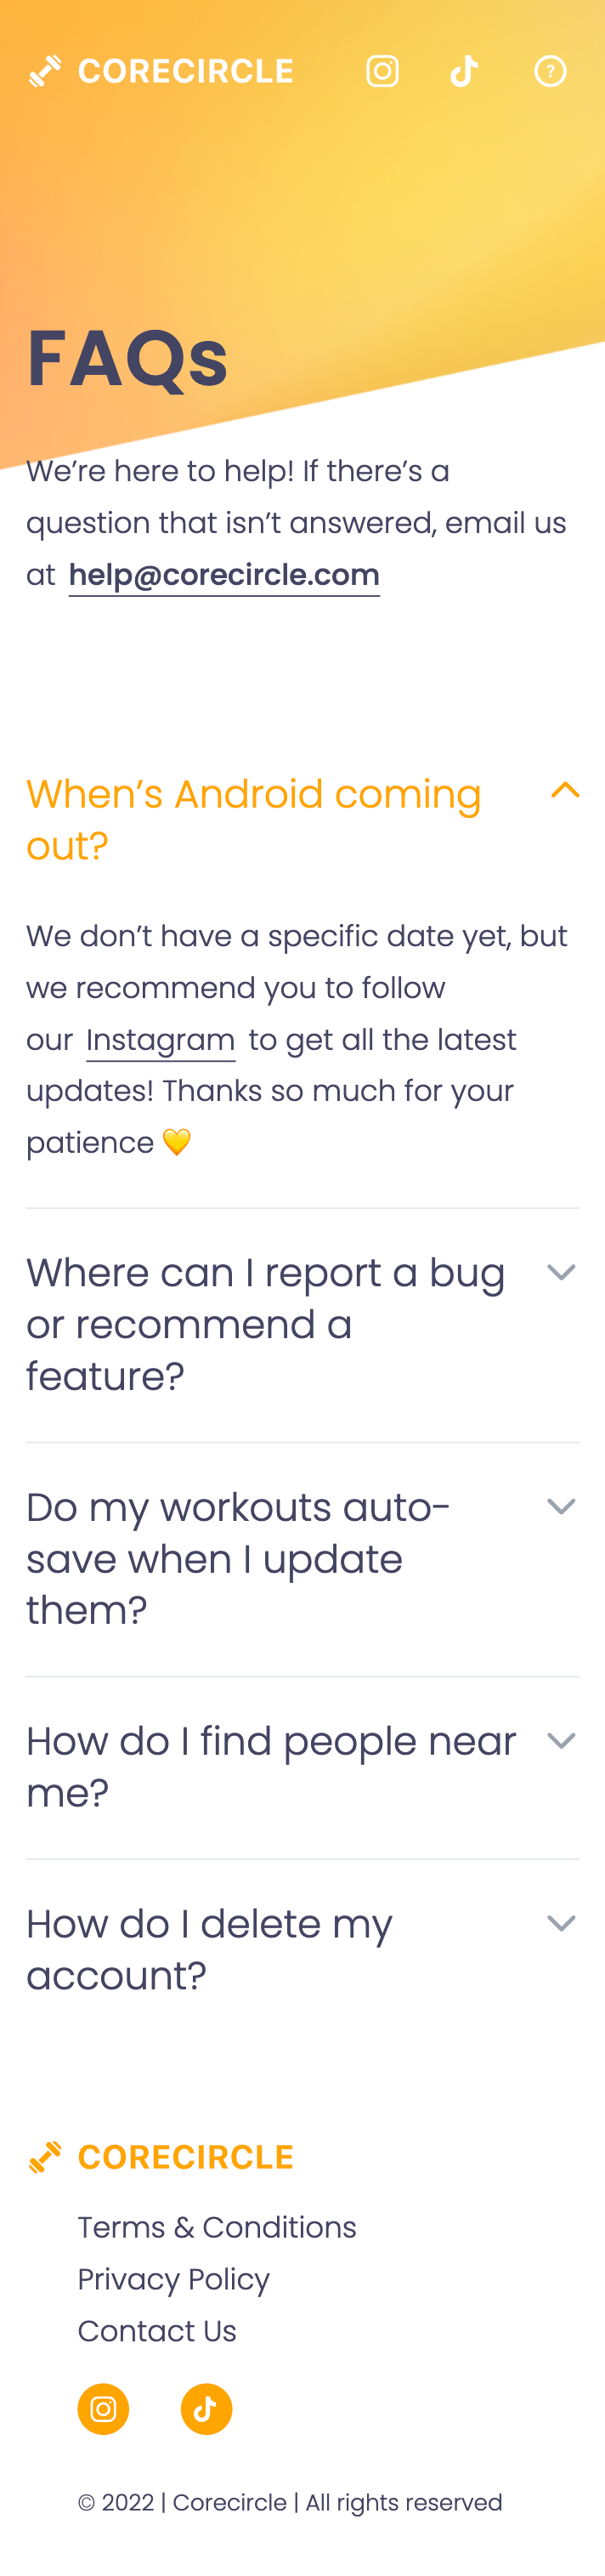 CORECIRCLE
?
FAQs
We’re here to help! If there’s a
question that isn’t answered, email us
at help@corecircle.com
When’s Android coming
out?
We don’t have a specific date yet, but
we recommend you to follow
our Instagram to get all the latest
updates! Thanks so much for your
patience 💛
Where can I report a bug
or recommend a
feature?
Do my workouts auto-
save when I update
them?
How do I find people near
me?
How do I delete my
account?
CORECIRCLE
Terms & Conditions
Privacy Policy
Contact Us
© 2022 | Corecircle | All rights reserved